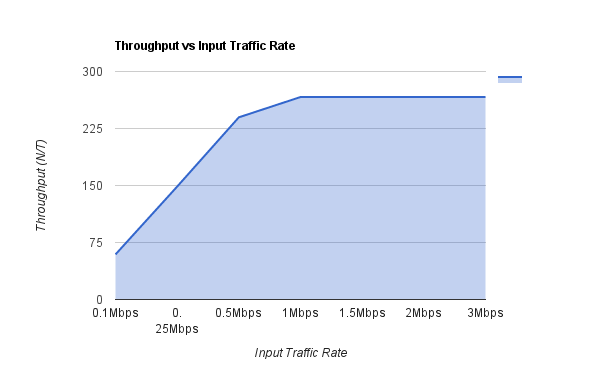 Throughput vs Input Traffic Rate
300
225
150
75
0
Throughput (N/T)
0.1Mbps
0.
25Mbps
0.5Mbps
1Mbps
1.5Mbps
2Mbps
3Mbps
Input Traffic Rate